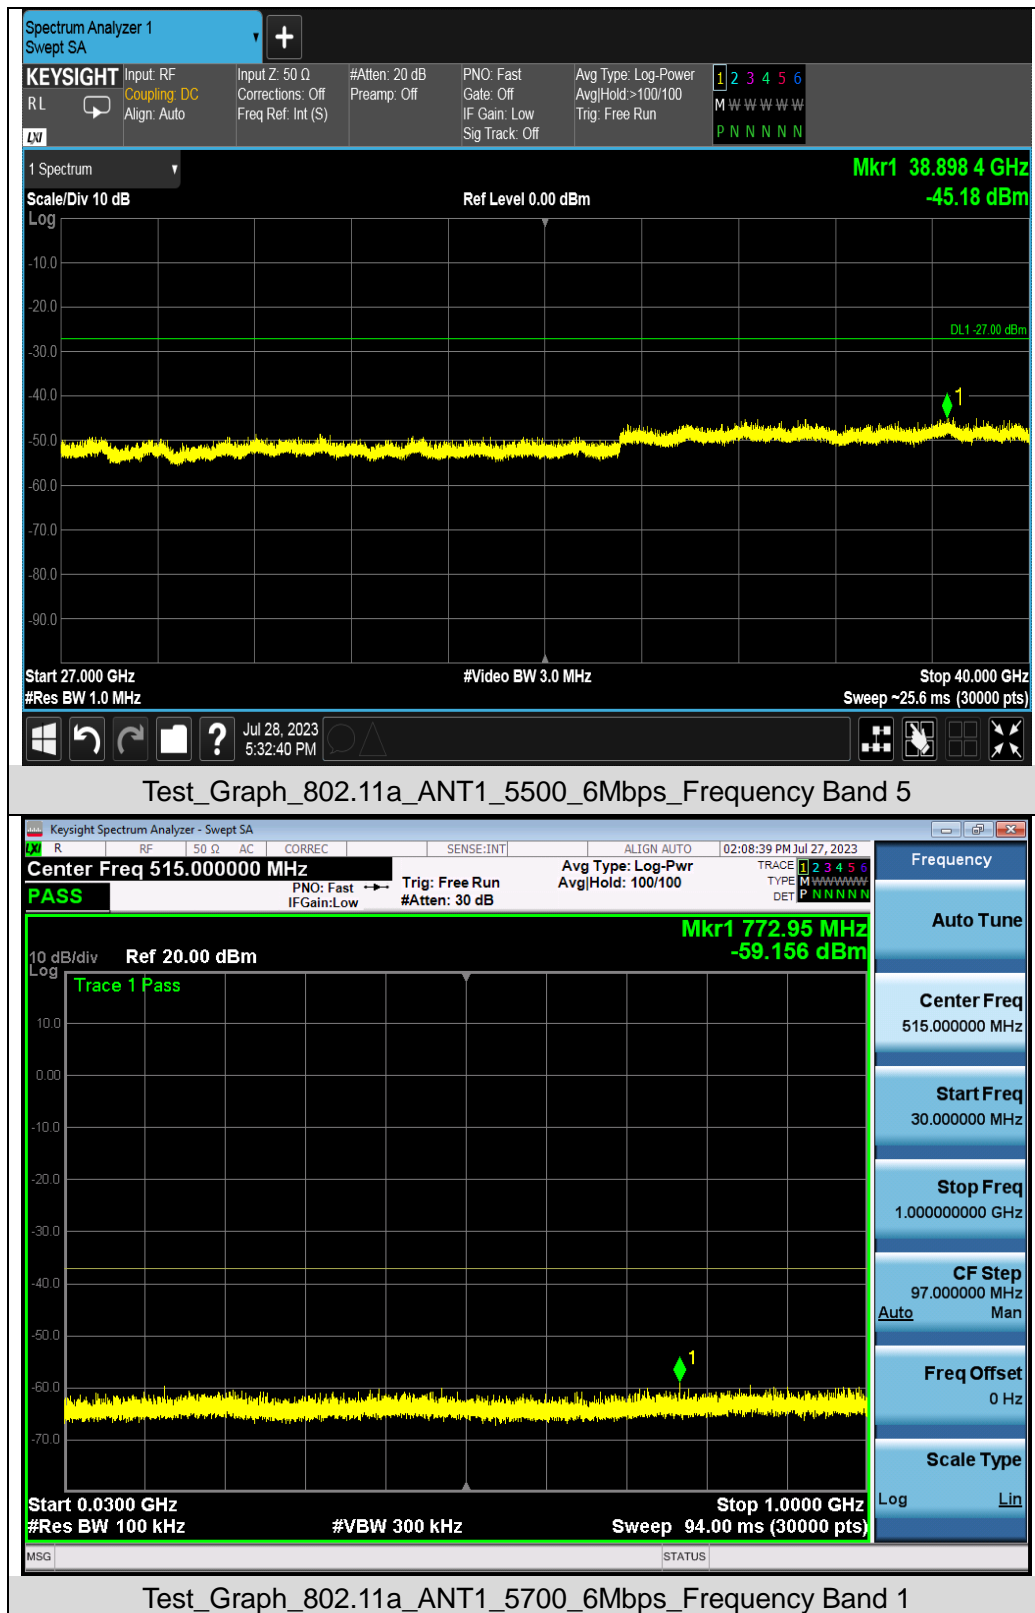 Spectrum Analyzer 1
Swept SA
+
KEYSIGHT
R L
LXI
Input: RF
Coupling: DC
Align: Auto
Input Z: 50 Ω
Corrections: Off
Freq Ref: Int (S)
#Atten: 20 dB
Preamp: Off
PNO: Fast
Gate: Off
IF Gain: Low
Sig Track: Off
Avg Type: Log-Power
Avg|Hold:>100/100
Trig: Free Run
1 2 3 4 5 6
M W W W W W
P N N N N N
1 Spectrum
Mkr1 38.898 4 GHz
Scale/Div 10 dB
Ref Level 0.00 dBm
-45.18 dBm
Log
-10.0
-20.0
DL1 -27.00 dBm
-30.0
-40.0
1
-50.0
-60.0
-70.0
-80.0
-90.0
Start 27.000 GHz
#Video BW 3.0 MHz
Stop 40.000 GHz
#Res BW 1.0 MHz
Sweep ~25.6 ms (30000 pts)
?
Jul 28, 2023
5:32:40 PM
Test_Graph_802.11a_ANT1_5500_6Mbps_Frequency Band 5
Keysight Spectrum Analyzer - Swept SA
LXI R RF 50 Ω AC CORREC SENSE:INT ALIGN AUTO 02:08:39 PM Jul 27, 2023
Center Freq 515.000000 MHz
PASS
PNO: Fast
IFGain:Low
Trig: Free Run
#Atten: 30 dB
Avg Type: Log-Pwr
Avg|Hold: 100/100
TRACE 1 2 3 4 5 6
TYPE M W W W W W
DET P N N N N N
Mkr1 772.95 MHz
-59.156 dBm
10 dB/div Ref 20.00 dBm
Log
Trace 1 Pass
10.0
0.00
-10.0
-20.0
-30.0
-40.0
-50.0
1
-60.0
-70.0
Start 0.0300 GHz
Stop 1.0000 GHz
#Res BW 100 kHz
#VBW 300 kHz
Sweep 94.00 ms (30000 pts)
MSG
STATUS
Frequency
Auto Tune
Center Freq
515.000000 MHz
Start Freq
30.000000 MHz
Stop Freq
1.000000000 GHz
CF Step
97.000000 MHz
Auto Man
Freq Offset
0 Hz
Scale Type
Log Lin
Test_Graph_802.11a_ANT1_5700_6Mbps_Frequency Band 1